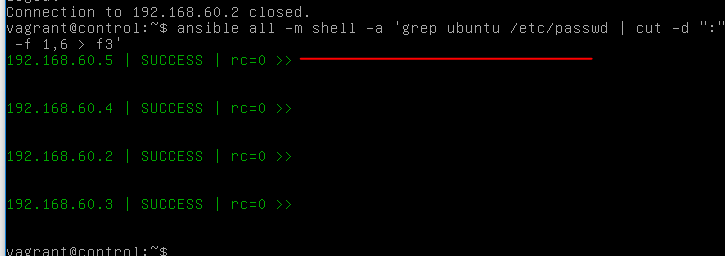 Connection to 192.168.60.2 closed.
vagrant@control:~$ ansible all -m shell -a 'grep ubuntu /etc/passwd | cut -d ":"
-f 1,6 > f3'
192.168.60.5 | SUCCESS | rc=0 >>
192.168.60.4 | SUCCESS | rc=0 >>
192.168.60.2 | SUCCESS | rc=0 >>
192.168.60.3 | SUCCESS | rc=0 >>
vagrant@control:~$